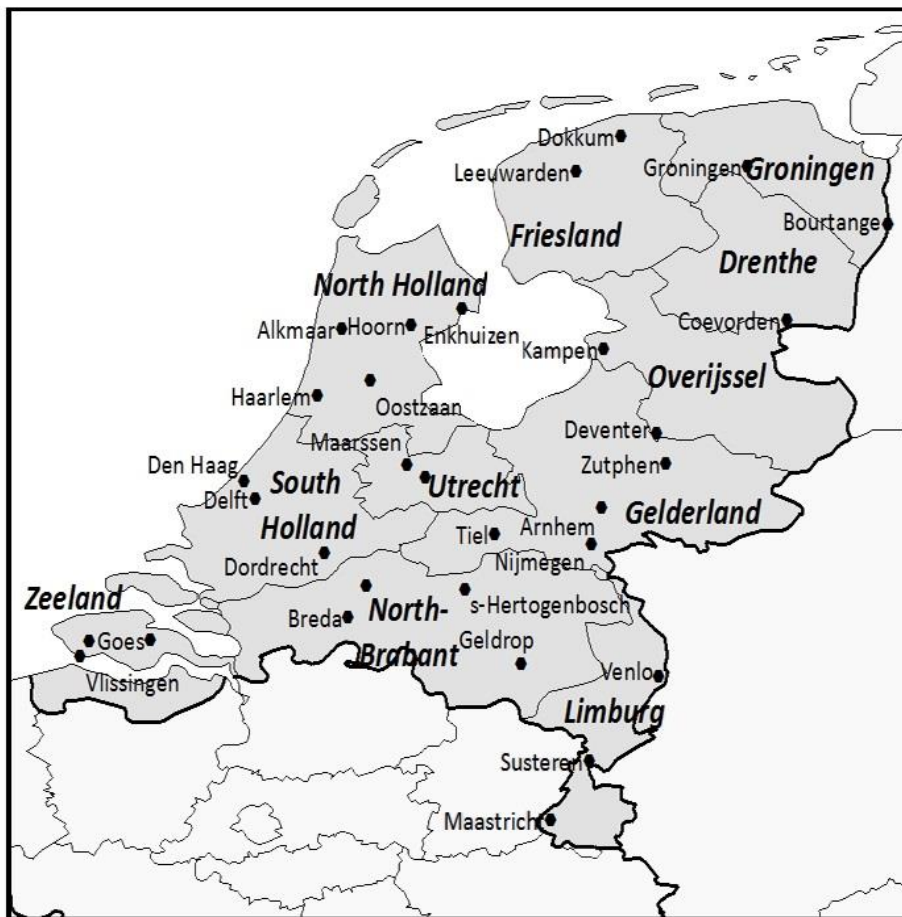 Dokkum
Leeuwarden
Groningen
Groningen
Bourtange
Friesland
Drenthe
North Holland
Alkmaar
Hoorn
Enkhuizen
Coevorden
Kampen
Overijssel
Haarlem
Oostzaan
Maarssen
Deventer
Zutphen
Den Haag
Delft
South
Holland
Utrecht
Gelderland
Tiel
Arnhem
Nijmegen
Dordrecht
Zeeland
Goes
Vlissingen
Breda
North-
Brabant
s-Hertogenbosch
Geldrop
Venlo
Limburg
Susteren
Maastricht